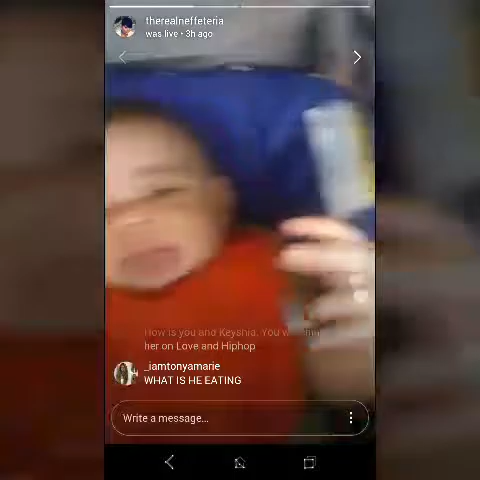 therealneffeteria
was live • 3h ago
How is you and Keyshia. You
her on Love and Hiphop
_iamtonyamarie
WHAT IS HE EATING
Write a message...